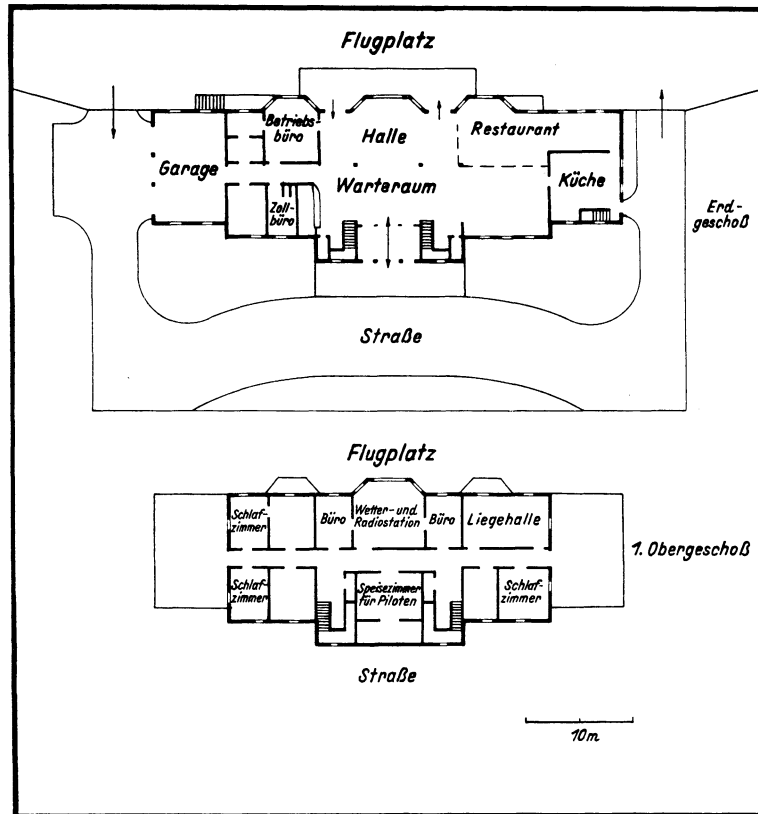 Flugplatz
Betriebs-
büro
Halle
Restaurant
Garage
Warteraum
Küche
Zoll-
büro
Erd-
geschoß
Straße
Flugplatz
Schlaf-
zimmer
Büro
Wetter- und
Radiostation
Büro
Liegehalle
1. Obergeschoß
Schlaf-
zimmer
Speisezimmer
für Piloten
Schlaf-
zimmer
Straße
10m